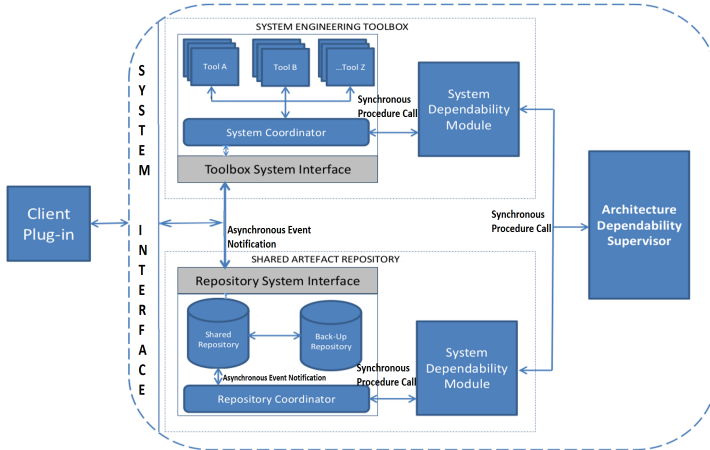 SYSTEM ENGINEERING TOOLBOX
Tool A
Tool B
...Tool Z
Synchronous
Procedure Call
System Coordinator
Toolbox System Interface
System
Dependability
Module
SYSTEM
INTERFACE
Client
Plug-in
Asynchronous Event
Notification
Synchronous
Procedure Call
Architecture
Dependability
Supervisor
SHARED ARTEFACT REPOSITORY
Repository System Interface
Shared
Repository
Back-Up
Repository
Asynchronous Event Notification
Synchronous
Procedure Call
Repository Coordinator
System
Dependability
Module